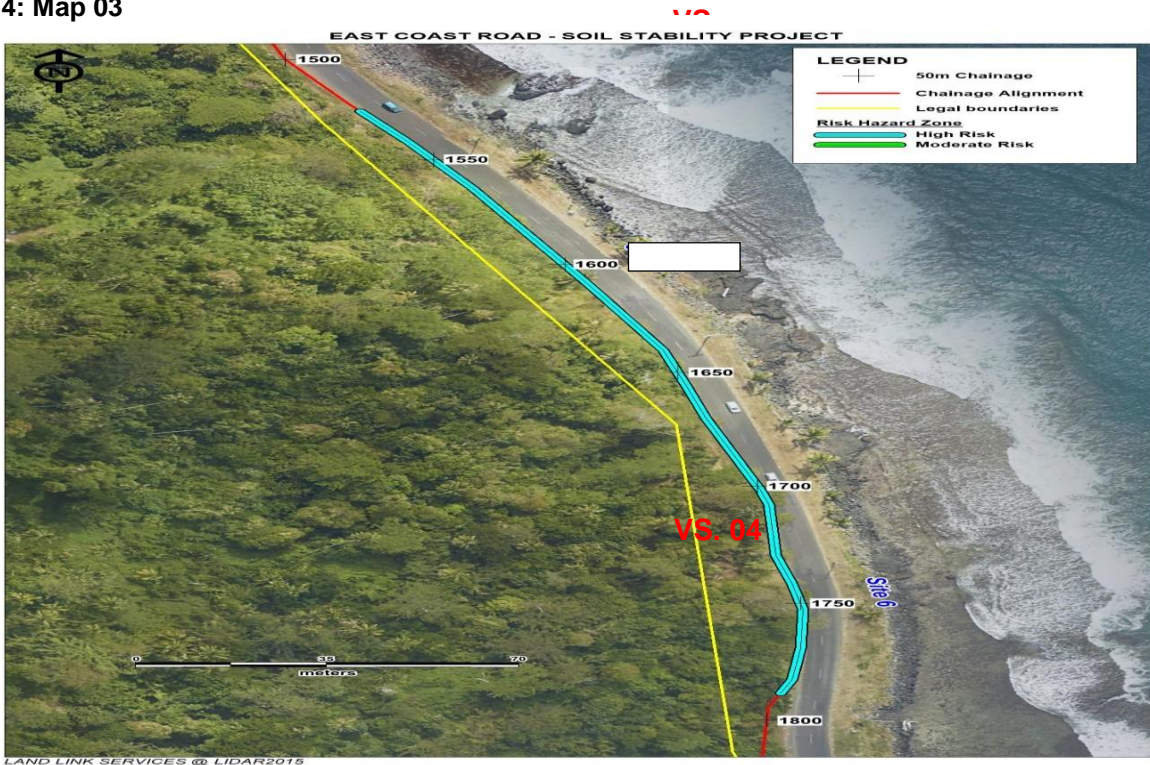 4: Map 03
VS.
EAST COAST ROAD - SOIL STABILITY PROJECT
N
LEGEND
50m Chainage
Chainage Alignment
Legal boundaries
Risk Hazard Zone
High Risk
Moderate Risk
1500
1550
1600
1650
1700
VS. 04
Site 6
1750
0 35 70
meters
1800
LAND LINK SERVICES @ LIDAR2015